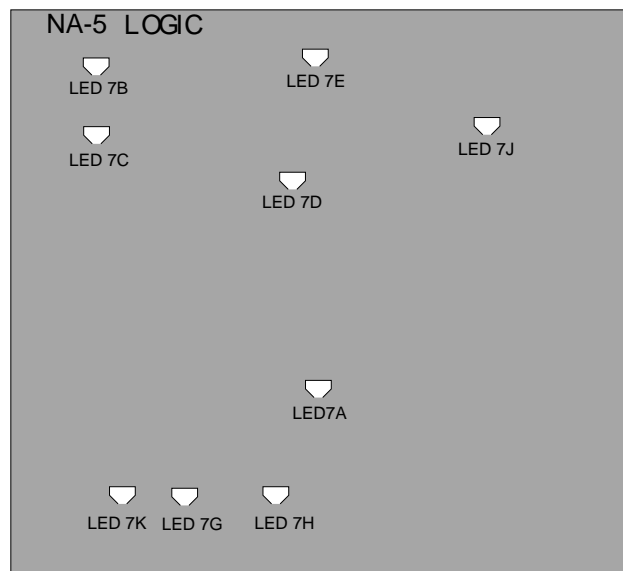 NA-5 LOGIC
LED 7E
LED 7B
LED 7J
LED 7C
LED 7D
LED7A
LED 7K LED 7G LED 7H